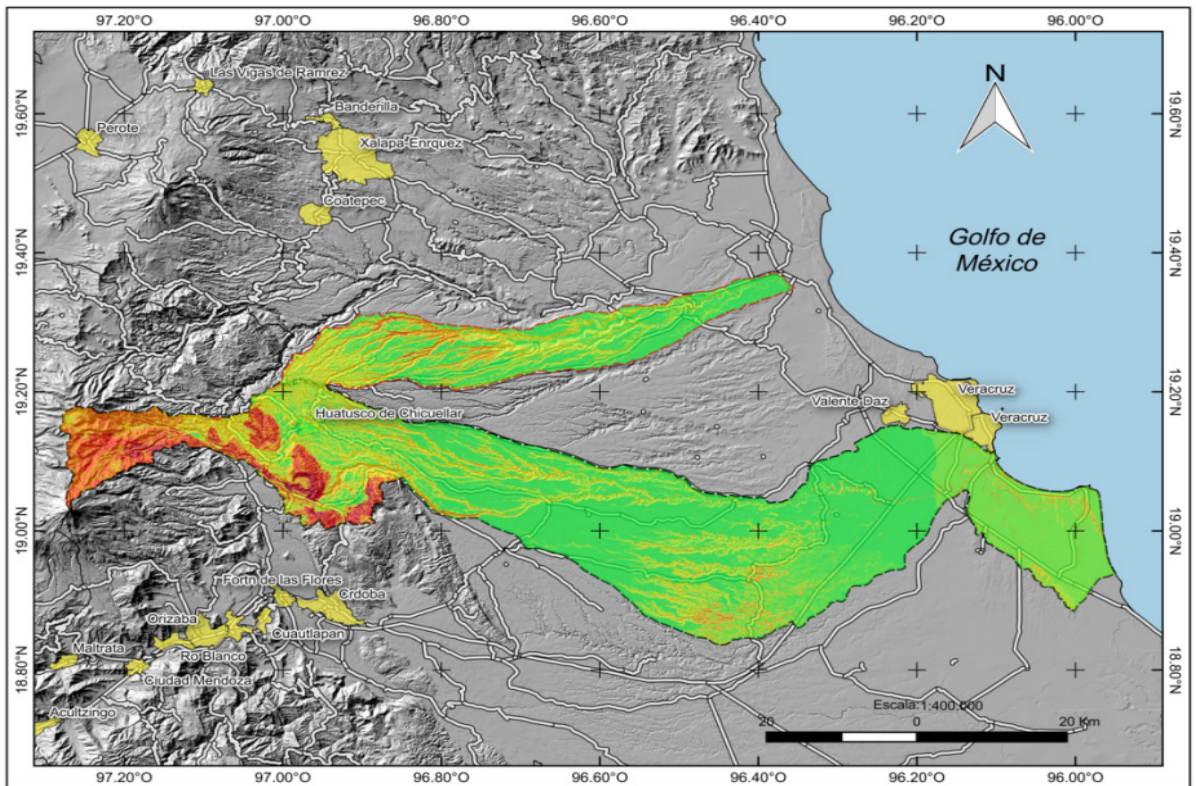 97.20°O 97.00°O 96.80°O 96.60°O 96.40°O 96.20°O 96.00°O
Las Vigas de Ramrez
N
19.60°N
19.60°N
Perote
Banderilla
Xalapa-Enrquez
Coatepec
19.40°N
Golfo de
México
19.40°N
19.20°N
Huatusco de Chicuellar
Valente Daz
Veracruz
Veracruz
19.20°N
19.00°N
19.00°N
Fortn de las Flores
Crdoba
Orizaba
Cuautlapan
Maltrata
Ro Blanco
Ciudad Mendoza
18.80°N
18.80°N
Acultzingo
Escala:1:400.000
20 0 20 Km
97.20°O 97.00°O 96.80°O 96.60°O 96.40°O 96.20°O 96.00°O